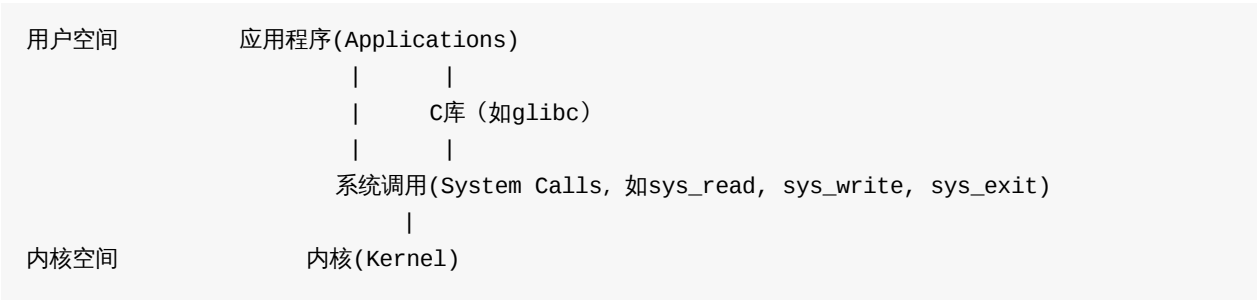 用户空间 应用程序(Applications)
| |
| C库（如glibc）
| |
系统调用(System Calls，如sys_read, sys_write, sys_exit)
|
内核空间 内核(Kernel)